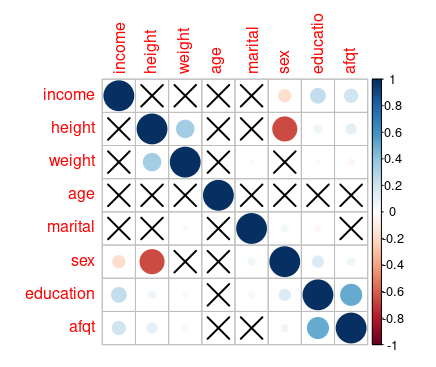 income
height
weight
age
marital
sex
educatio
afqt
income
height
weight
age
marital
sex
education
afqt
1
0.8
0.6
0.4
0.2
0
-0.2
-0.4
-0.6
-0.8
-1